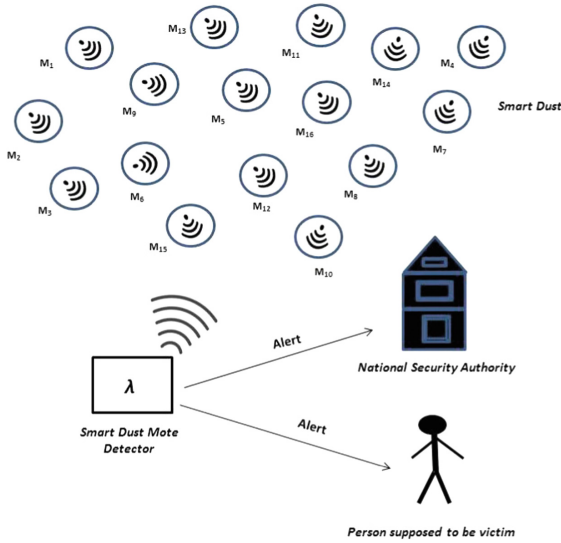 M13
M11
M1
M14
M4
M9
M5
M16
Smart Dust
M7
M2
M6
M8
M3
M12
M15
M10
Alert
National Security Authority
λ
Alert
Smart Dust Mote
Detector
Person supposed to be victim